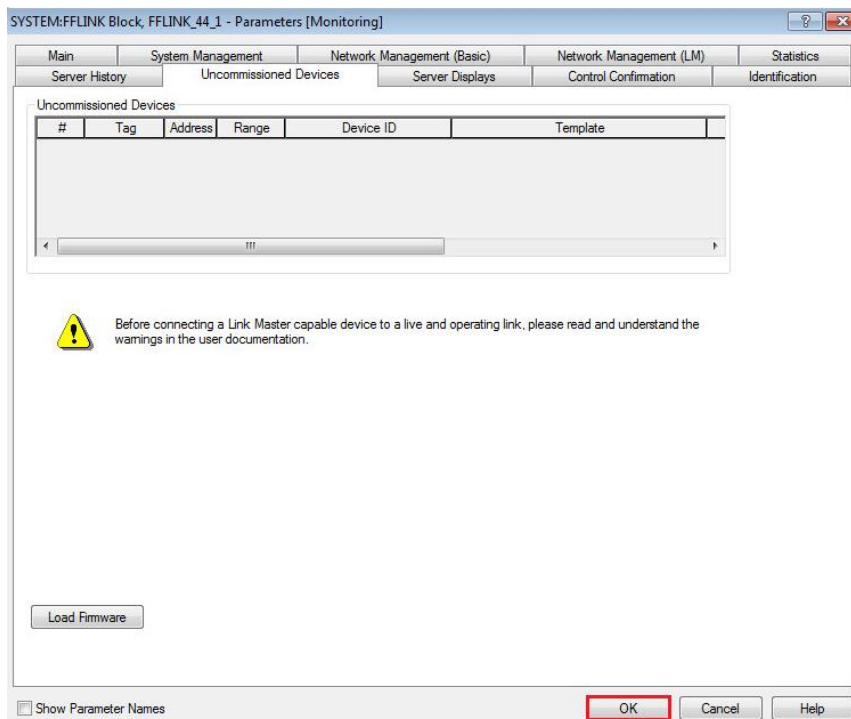 SYSTEM:FFLINK Block, FFLINK_44_1 - Parameters [Monitoring]
Main System Management Network Management (Basic) Network Management (LM) Statistics
Server History Uncommissioned Devices Server Displays Control Confirmation Identification
Uncommissioned Devices
# Tag Address Range Device ID Template
Before connecting a Link Master capable device to a live and operating link, please read and understand the
warnings in the user documentation.
Load Firmware
Show Parameter Names OK Cancel Help